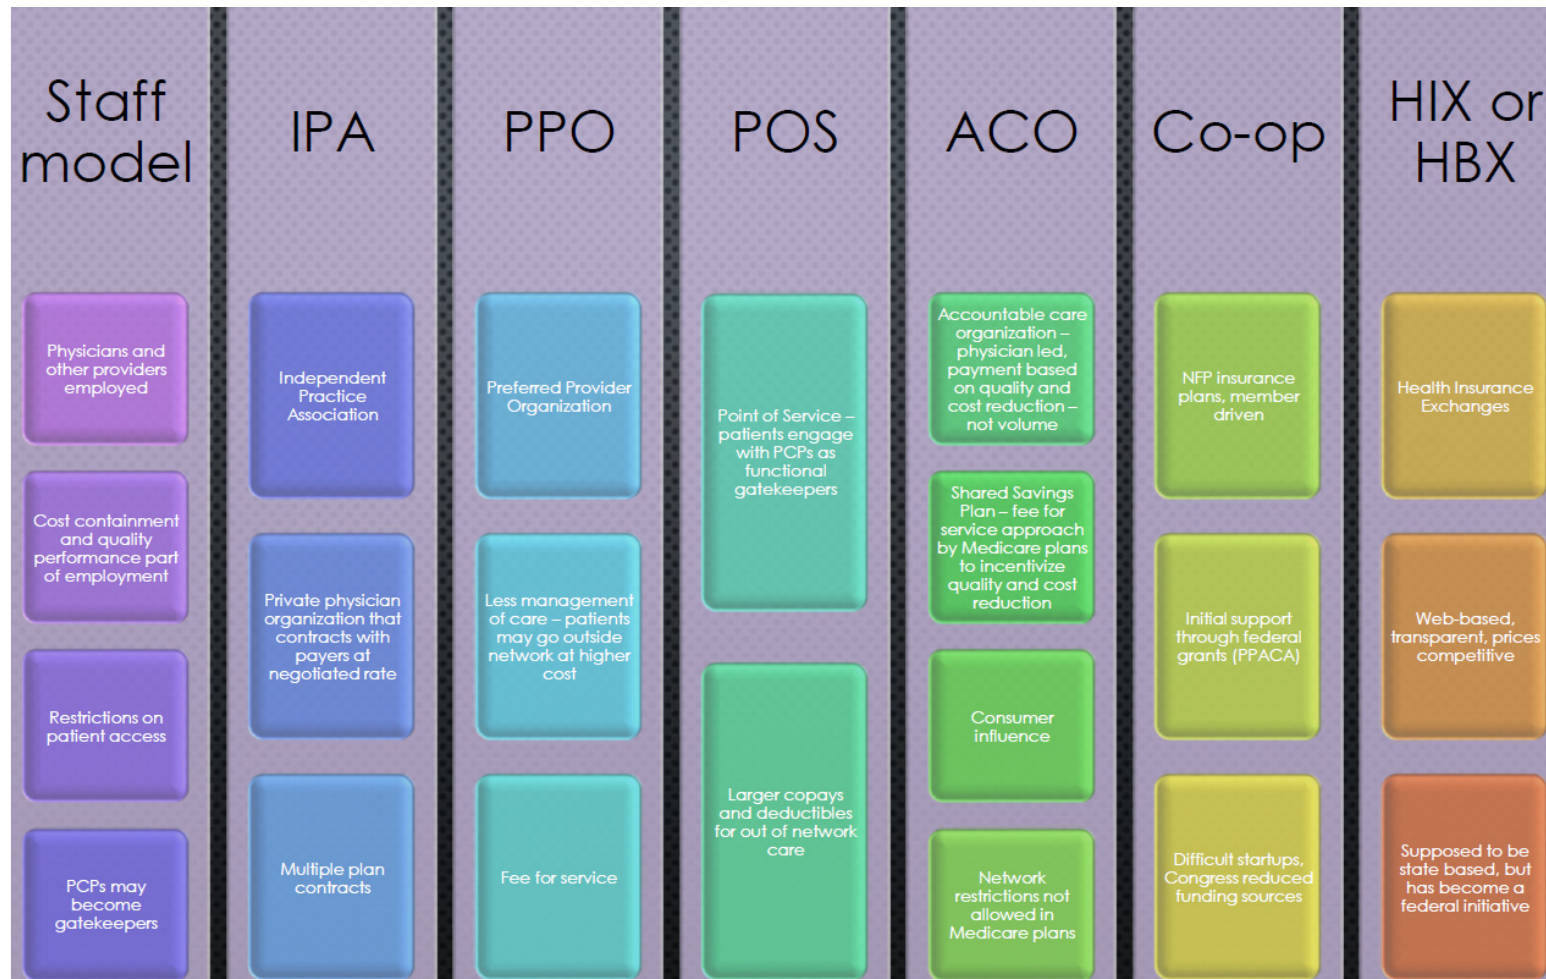 Staff
model
Physicians and
other providers
employed
Cost containment
and quality
performance part
of employment
Restrictions on
patient access
PCPs may
become
gatekeepers
IPA
Independent
Practice
Association
Private physician
organization that
contracts with
payers at
negotiated rate
Multiple plan
contracts
PPO
Preferred Provider
Organization
Less management
of care – patients
may go outside
network at higher
cost
Fee for service
POS
Point of Service –
patients engage
with PCPs as
functional
gatekeepers
Larger copays
and deductibles
for out of network
care
ACO
Accountable care
organization –
physician led,
payment based
on quality and
cost reduction –
not volume
Shared Savings
Plan – fee for
service approach
by Medicare plans
to incentivize
quality and cost
reduction
Consumer
influence
Network
restrictions not
allowed in
Medicare plans
Co-op
NFP insurance
plans, member
driven
Initial support
through federal
grants (PPACA)
Difficult startups,
Congress reduced
funding sources
HIX or
HBX
Health Insurance
Exchanges
Web-based,
transparent, prices
competitive
Supposed to be
state based, but
has become a
federal initiative